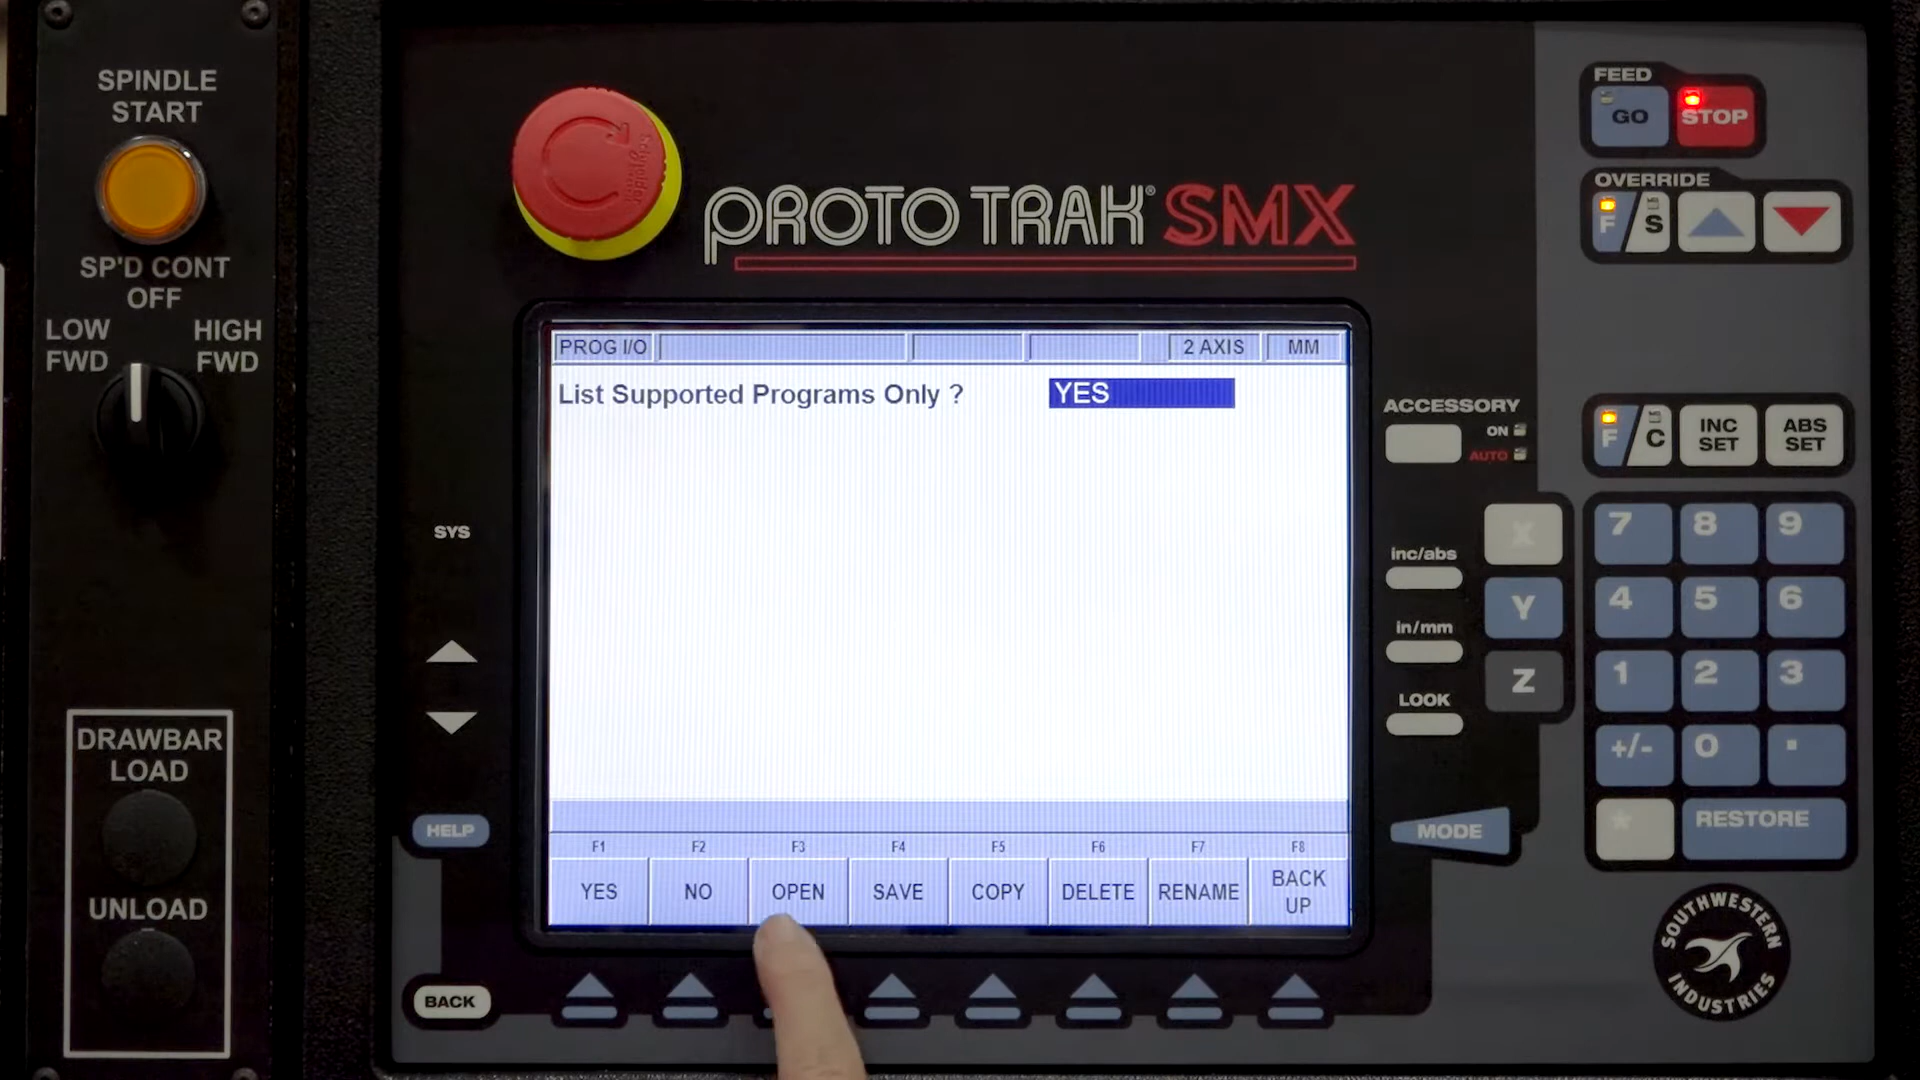 SPINDLE
START
SP'D CONT
OFF
LOW
FWD
HIGH
FWD
DRAWBAR
LOAD
UNLOAD
PROTO TRAK® SMX
SYS
HELP
BACK
PROG I/O
2 AXIS
MM
List Supported Programs Only ?
YES
F1
F2
F3
F4
F5
F6
F7
F8
YES
NO
OPEN
SAVE
COPY
DELETE
RENAME
BACK
UP
FEED
GO
STOP
OVERRIDE
F/S
ACCESSORY
ON
AUTO
F/C
INC
SET
ABS
SET
inc/abs
in/mm
LOOK
X
Y
Z
7
8
9
4
5
6
1
2
3
+/-
0
.
*
RESTORE
MODE
SOUTHWESTERN
INDUSTRIES